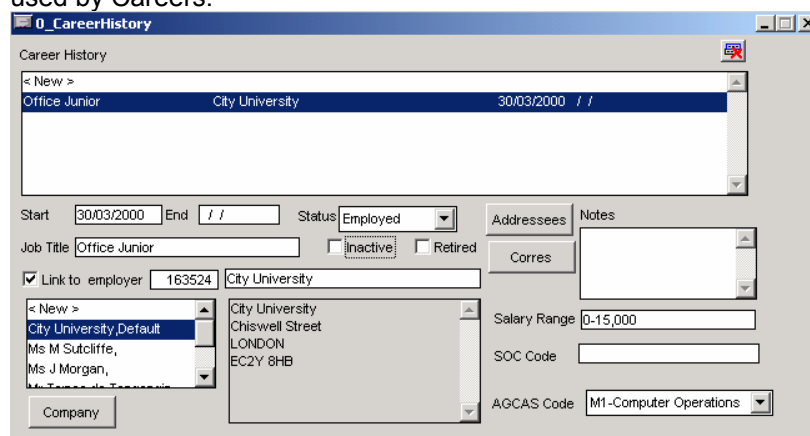 used by Careers.
0_CareerHistory
Career History
< New >
Office Junior City University 30/03/2000 / /
Start 30/03/2000 End / / Status Employed Addressees Notes
Job Title Office Junior Inactive Retired
Corres
Link to employer 163524 City University
< New >
City University,Default
Ms M Sutcliffe,
Ms J Morgan,
City University
Chiswell Street
LONDON
EC2Y 8HB
Salary Range 0-15,000
SOC Code
AGCAS Code M1-Computer Operations
Company